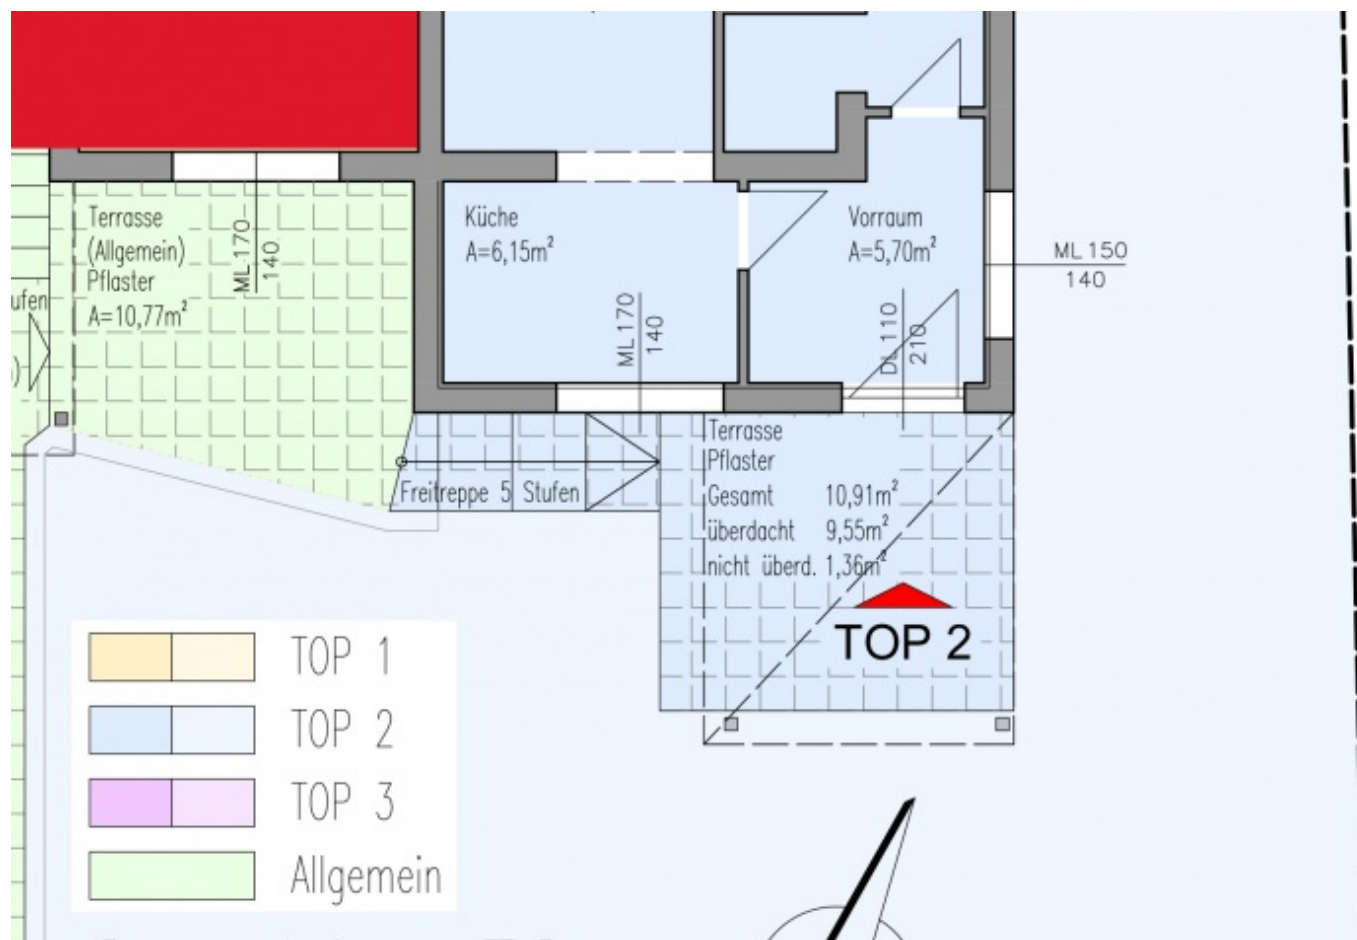 Terrasse
(Allgemein)
Pflaster
A=10,77m²
ML 170
140
Küche
A=6,15m²
Vorraum
A=5,70m²
ML 150
140
ML 170
140
DL 110
210
ufen
)
Freitreppe 5 Stufen
Terrasse
Pflaster
Gesamt 10,91m²
überdacht 9,55m²
nicht überd. 1,36m²
TOP 2
TOP 1
TOP 2
TOP 3
Allgemein